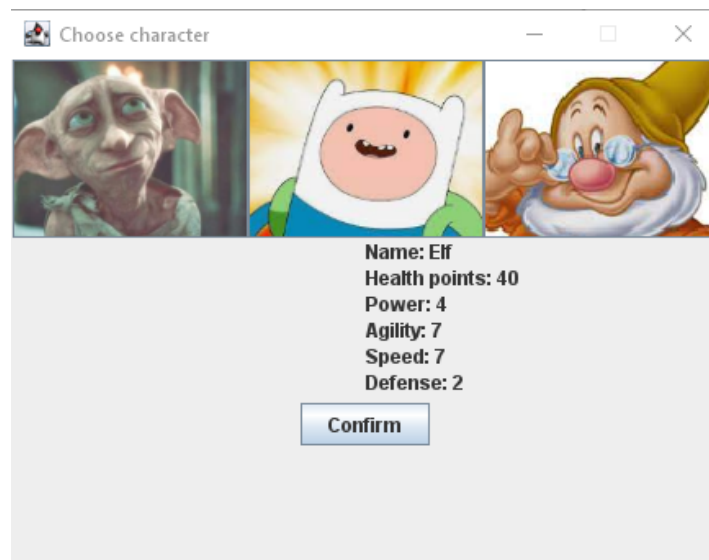 Choose character
Name: Elf
Health points: 40
Power: 4
Agility: 7
Speed: 7
Defense: 2
Confirm